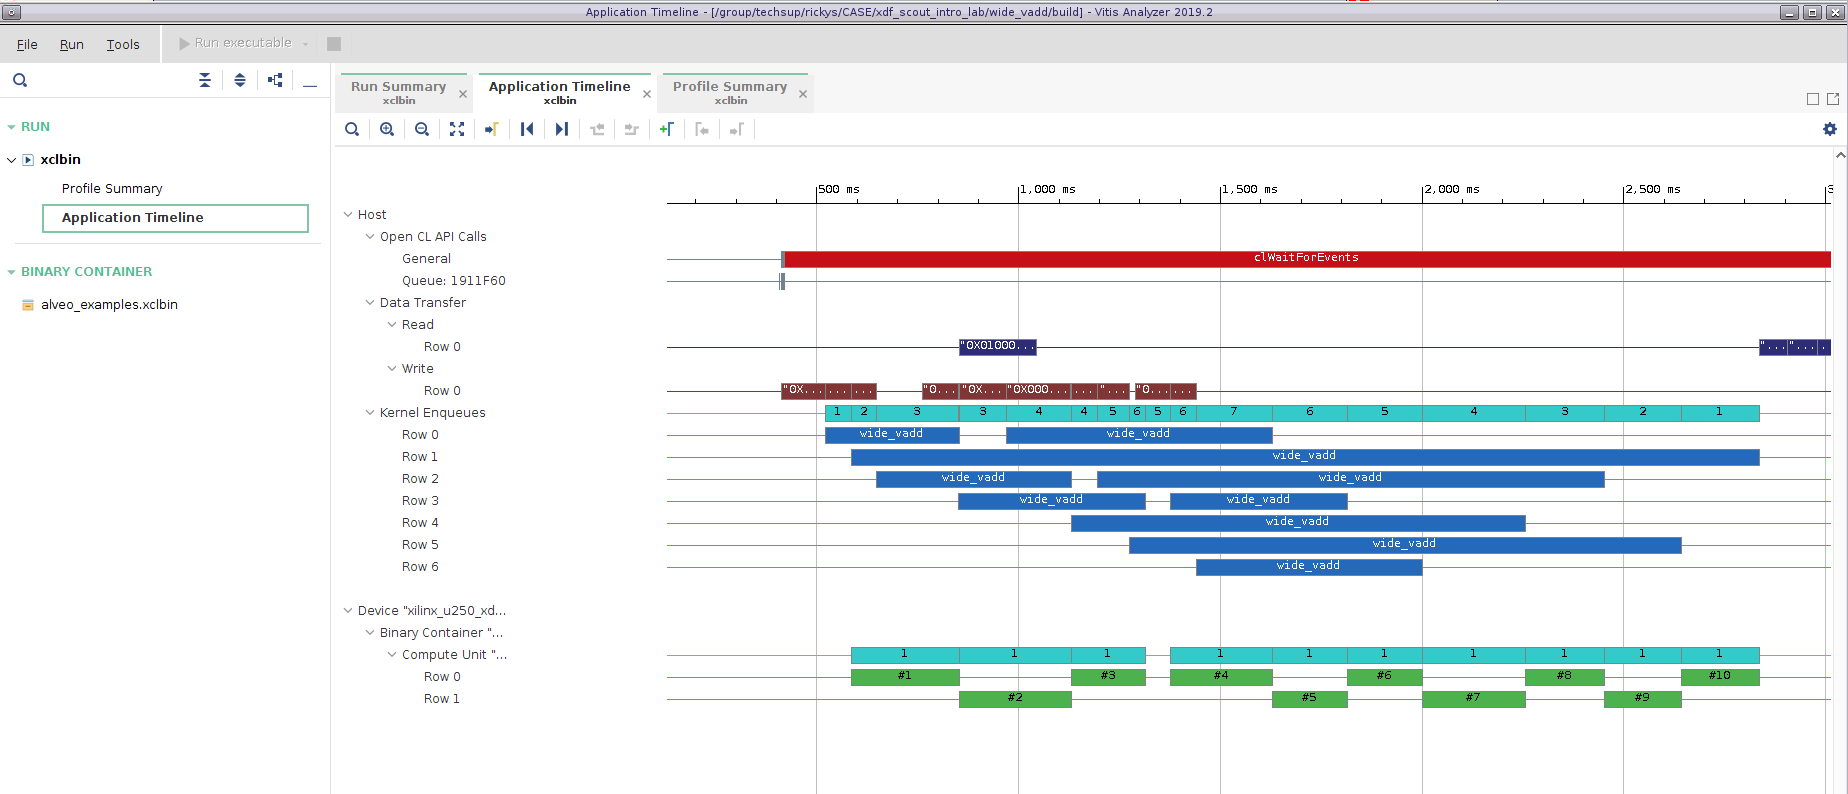 Application Timeline - [/group/techsup/rickys/CASE/xdf_scout_intro_lab/wide_vadd/build] - Vitis Analyzer 2019.2
File Run Tools Run executable
Run Summary xclbin
Application Timeline xclbin
Profile Summary xclbin
RUN
xclbin
Profile Summary
Application Timeline
BINARY CONTAINER
alveo_examples.xclbin
500 ms 1,000 ms 1,500 ms 2,000 ms 2,500 ms 3
Host
Open CL API Calls
General clWaitForEvents
Queue: 1911F60
Data Transfer
Read
Row 0 "0X01000... "... "... .
Write
Row 0 "0X... ... ... "0... "0X... "0X000... ... "... "0... ...
Kernel Enqueues 1 2 3 3 4 4 5 6 5 6 7 6 5 4 3 2 1
Row 0 wide_vadd wide_vadd
Row 1 wide_vadd
Row 2 wide_vadd wide_vadd
Row 3 wide_vadd wide_vadd
Row 4 wide_vadd
Row 5 wide_vadd
Row 6 wide_vadd
Device "xilinx_u250_xd...
Binary Container "...
Compute Unit "... 1 1 1 1 1 1 1 1 1 1
Row 0 #1 #3 #4 #6 #8 #10
Row 1 #2 #5 #7 #9